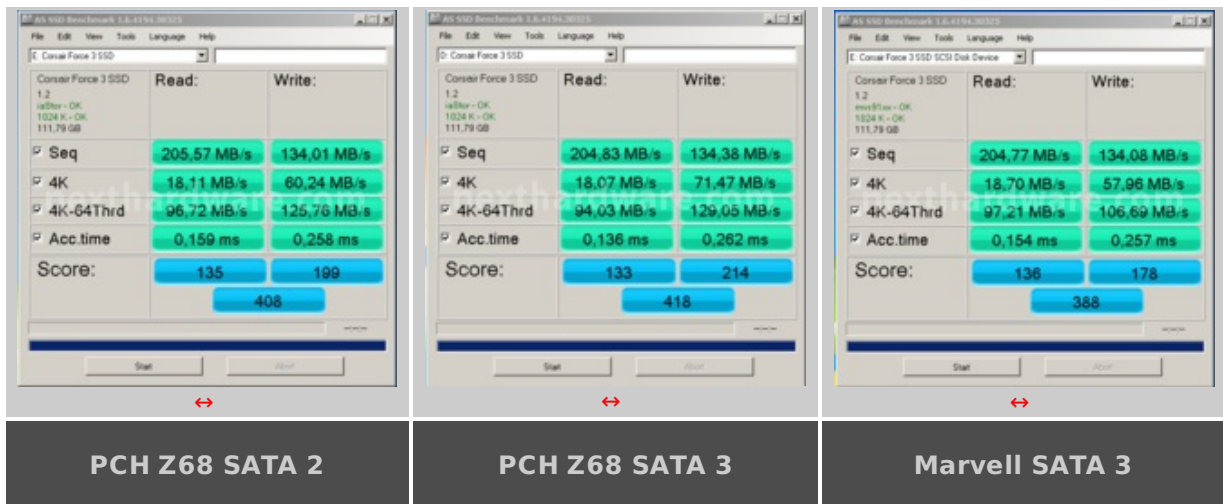 AS SSD Benchmark 1.6.4194.30325
File Edit View Tools Language Help
E: Corsair Force 3 SSD
Corsair Force 3 SSD
1.2
iaStor - OK
1024 K - OK
111,79 GB
Read: Write:
Seq 205,57 MB/s 134,01 MB/s
4K 18,11 MB/s 60,24 MB/s
4K-64Thrd 96,72 MB/s 125,76 MB/s
Acc.time 0,159 ms 0,258 ms
Score: 135 199
408
--:--:--
Start Abort
↔
PCH Z68 SATA 2
AS SSD Benchmark 1.6.4194.30325
File Edit View Tools Language Help
D: Corsair Force 3 SSD
Corsair Force 3 SSD
1.2
iaStor - OK
1024 K - OK
111,79 GB
Read: Write:
Seq 204,83 MB/s 134,38 MB/s
4K 18,07 MB/s 71,47 MB/s
4K-64Thrd 94,03 MB/s 129,05 MB/s
Acc.time 0,136 ms 0,262 ms
Score: 133 214
418
--:--:--
Start Abort
↔
PCH Z68 SATA 3
AS SSD Benchmark 1.6.4194.30325
File Edit View Tools Language Help
E: Corsair Force 3 SSD SCSI Disk Device
Corsair Force 3 SSD
1.2
mvs91xx - OK
1024 K - OK
111,79 GB
Read: Write:
Seq 204,77 MB/s 134,08 MB/s
4K 18,70 MB/s 57,96 MB/s
4K-64Thrd 97,21 MB/s 106,69 MB/s
Acc.time 0,154 ms 0,257 ms
Score: 136 178
388
--:--:--
Start Abort
↔
Marvell SATA 3